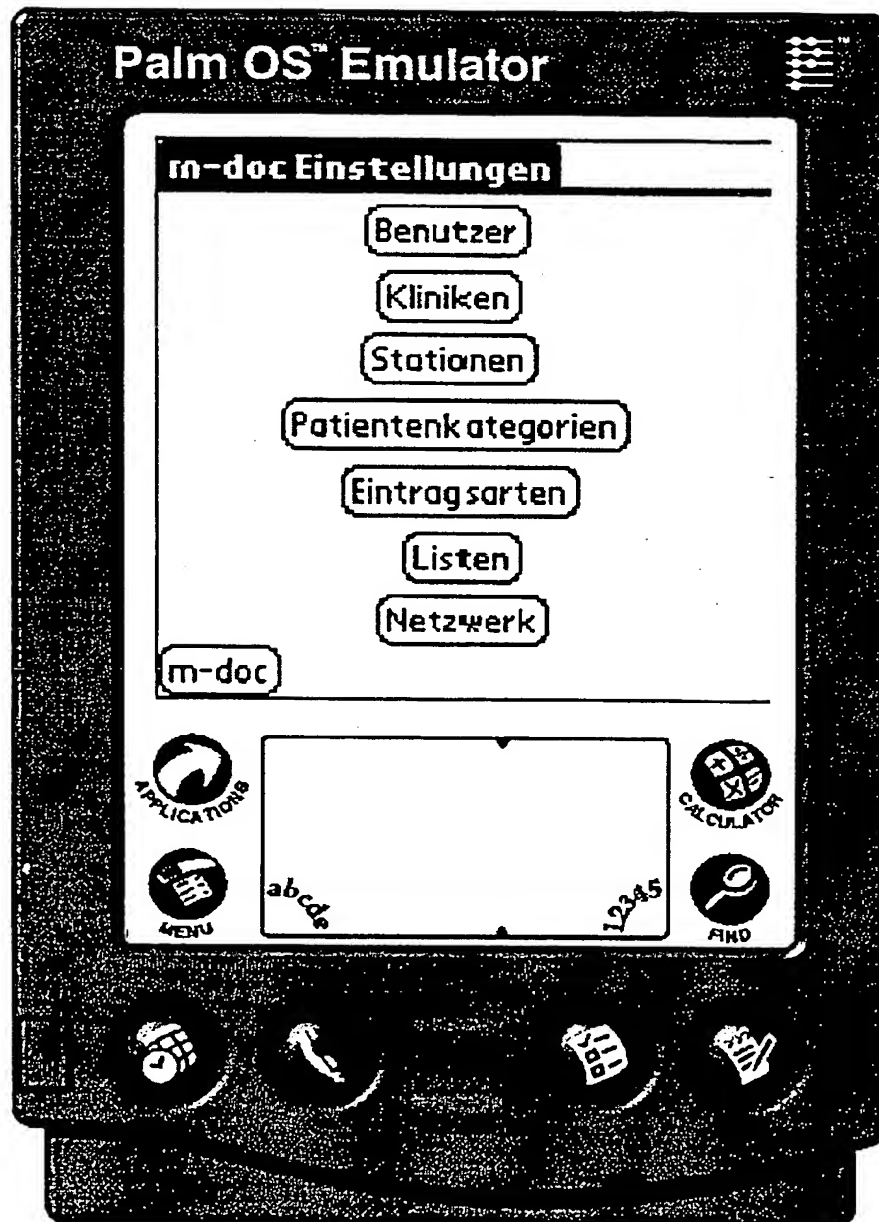 Palm OS™ Emulator
™
m-doc Einstellungen
Benutzer
Kliniken
Stationen
Patientenkategorien
Eintragsarten
Listen
Netzwerk
m-doc
APPLICATIONS
CALCULATOR
MENU
abcde
12345
FIND